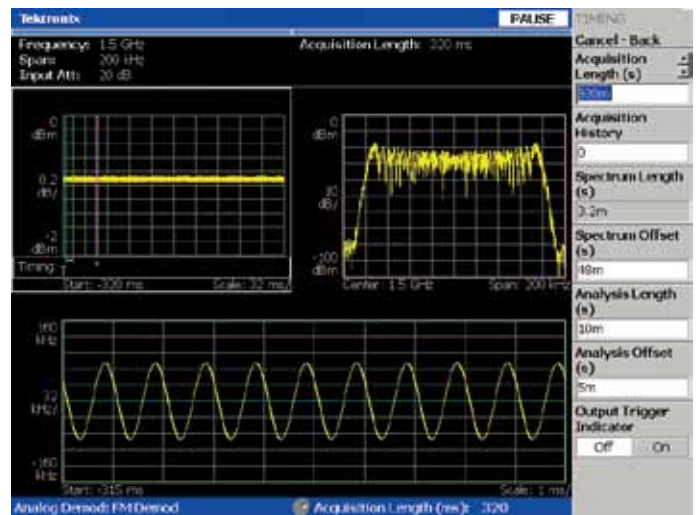 Tektronix
PAUSE
TIMING
Frequency: 1.5 GHz
Acquisition Length: 320 ms
Span: 200 kHz
Input Att: 20 dB
Cancel - Back
Acquisition Length (s)
320m
Acquisition History
0
Spectrum Length (s)
3.2m
Spectrum Offset (s)
48m
Analysis Length (s)
10m
Analysis Offset (s)
5m
Output Trigger Indicator
Off On
0
dBm
0.2
dB/
-2
dBm
Timing
Start: -320 ms
Scale: 32 ms/
0
dBm
10
dB/
-100
dBm
Center: 1.5 GHz
Span: 200 kHz
160
kHz
32
kHz/
-160
kHz
Start: -315 ms
Scale: 1 ms/
Analog Demod: FM Demod
Acquisition Length (ms): 320